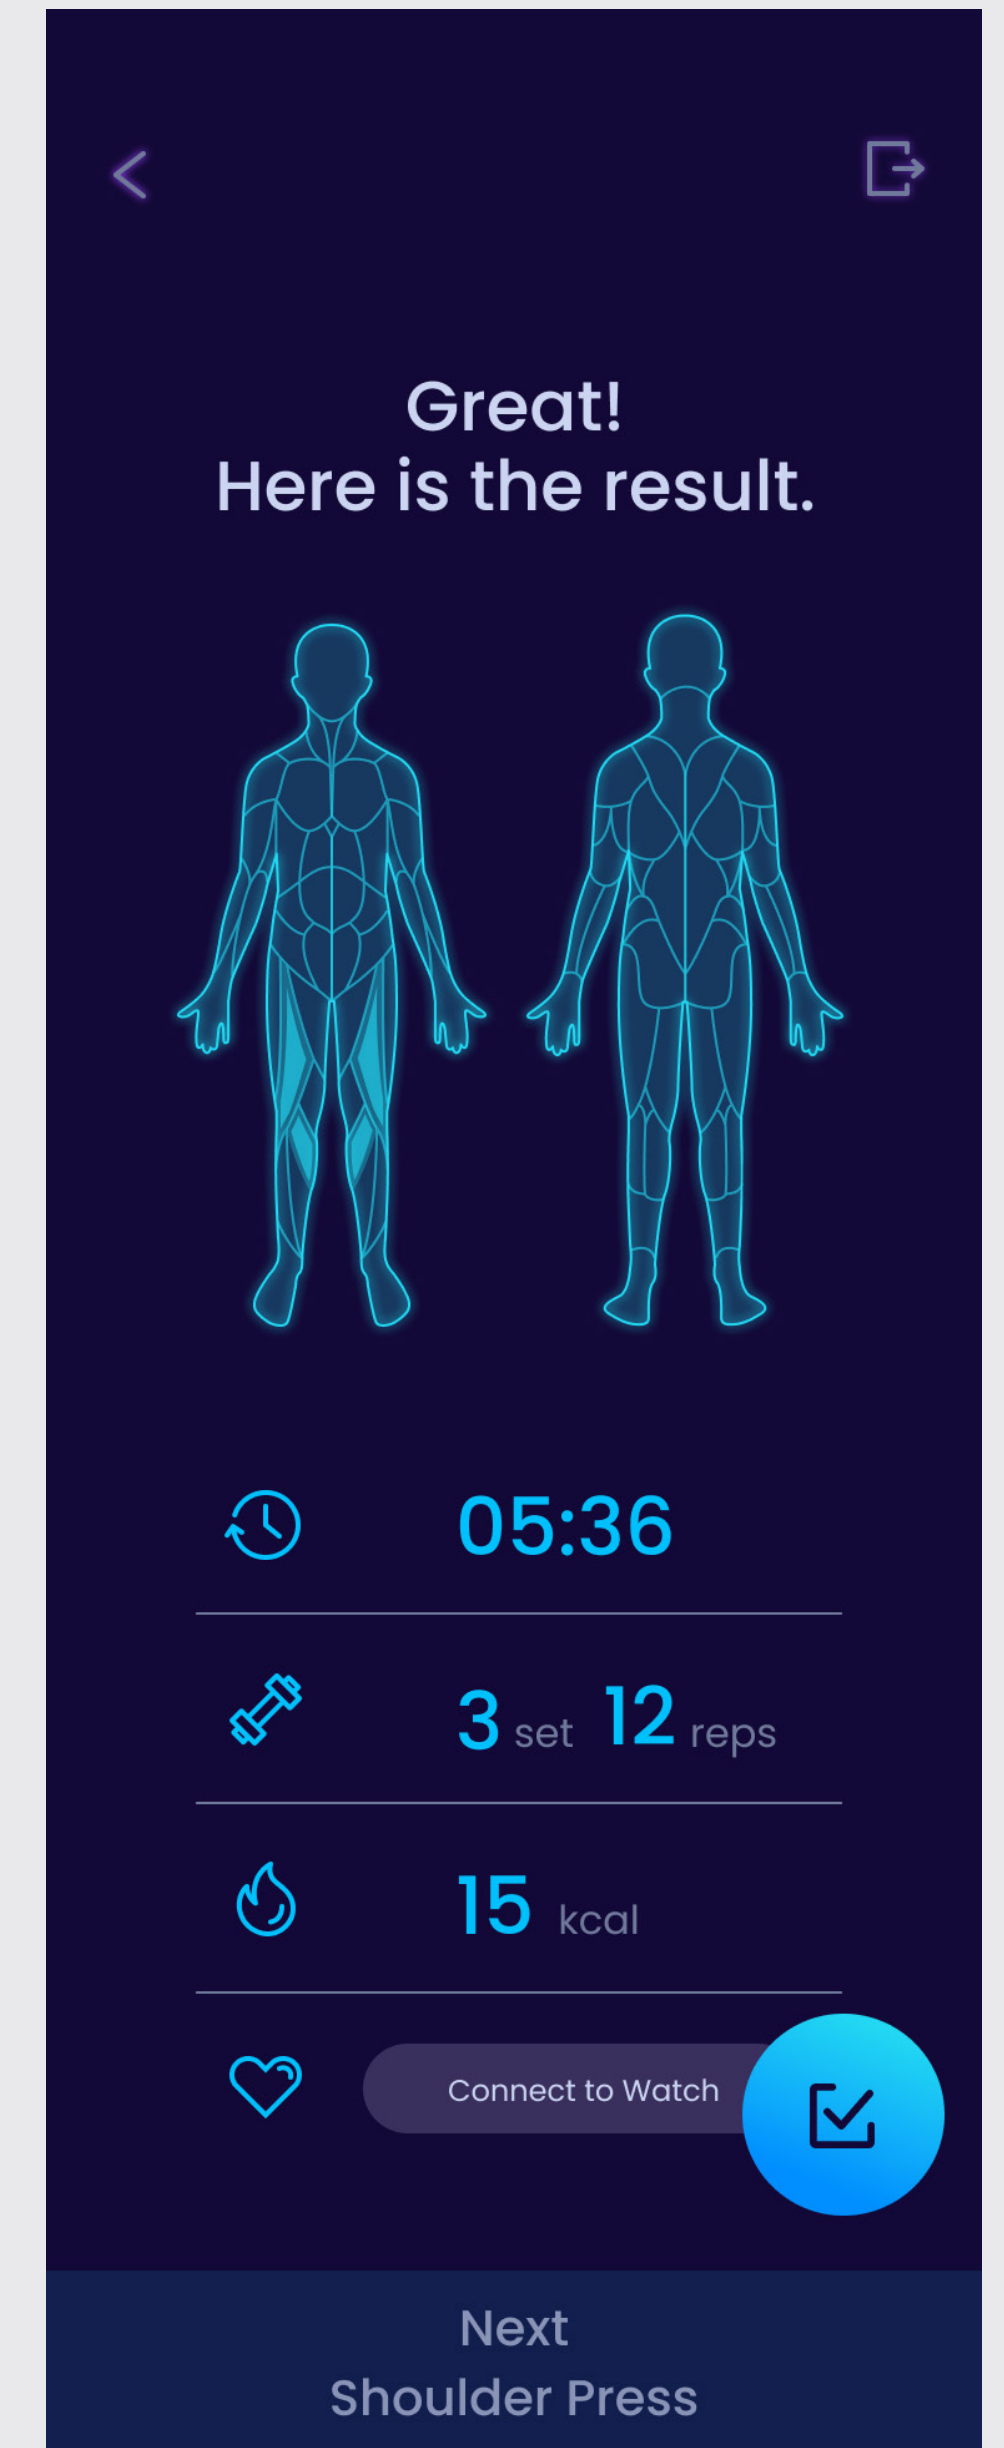 Great!
Here is the result.
05:36
3 set 12 reps
15 kcal
Connect to Watch
Next
Shoulder Press